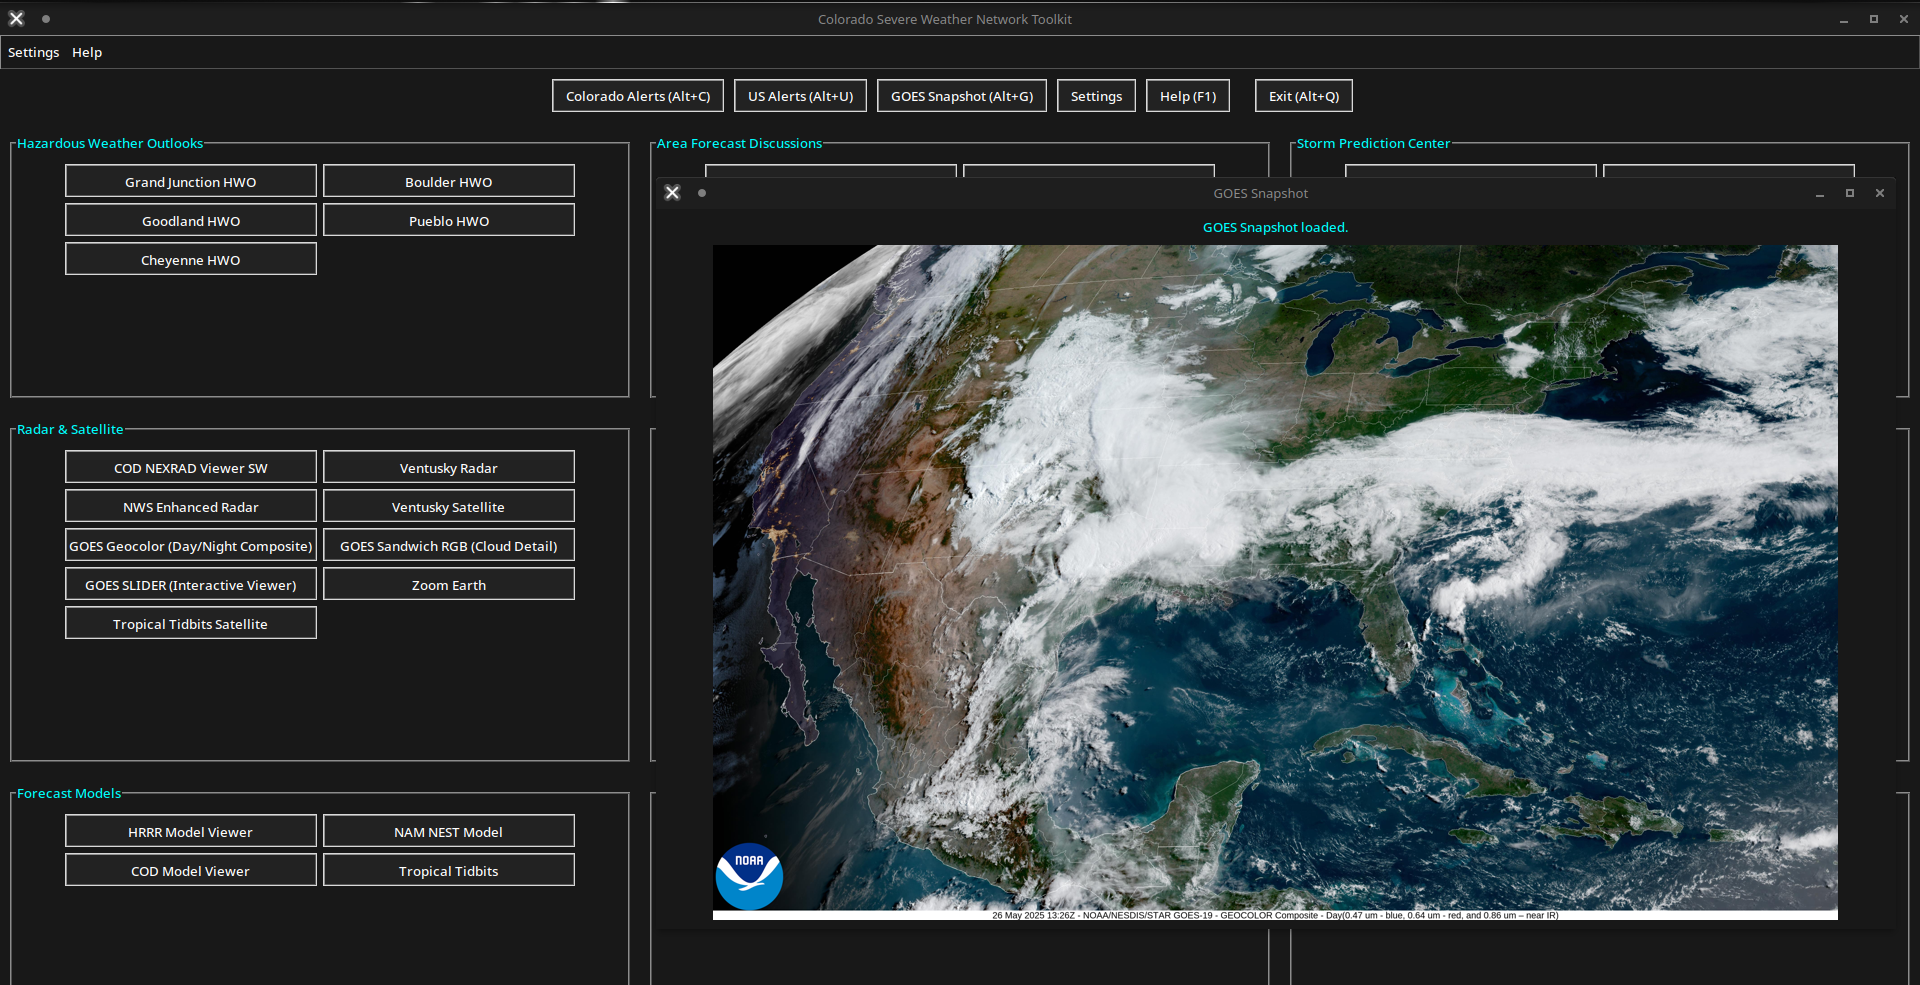 Colorado Severe Weather Network Toolkit
Settings Help
Colorado Alerts (Alt+C) US Alerts (Alt+U) GOES Snapshot (Alt+G) Settings Help (F1) Exit (Alt+Q)
Hazardous Weather Outlooks
Grand Junction HWO Boulder HWO
Goodland HWO Pueblo HWO
Cheyenne HWO
Area Forecast Discussions
Storm Prediction Center
GOES Snapshot
GOES Snapshot loaded.
NOAA
26 May 2025 13:26Z - NOAA/NESDIS/STAR GOES-19 - GEOCOLOR Composite - Day(0.47 um - blue, 0.64 um - red, and 0.86 um – near IR)
Radar & Satellite
COD NEXRAD Viewer SW Ventusky Radar
NWS Enhanced Radar Ventusky Satellite
GOES Geocolor (Day/Night Composite) GOES Sandwich RGB (Cloud Detail)
GOES SLIDER (Interactive Viewer) Zoom Earth
Tropical Tidbits Satellite
Forecast Models
HRRR Model Viewer NAM NEST Model
COD Model Viewer Tropical Tidbits